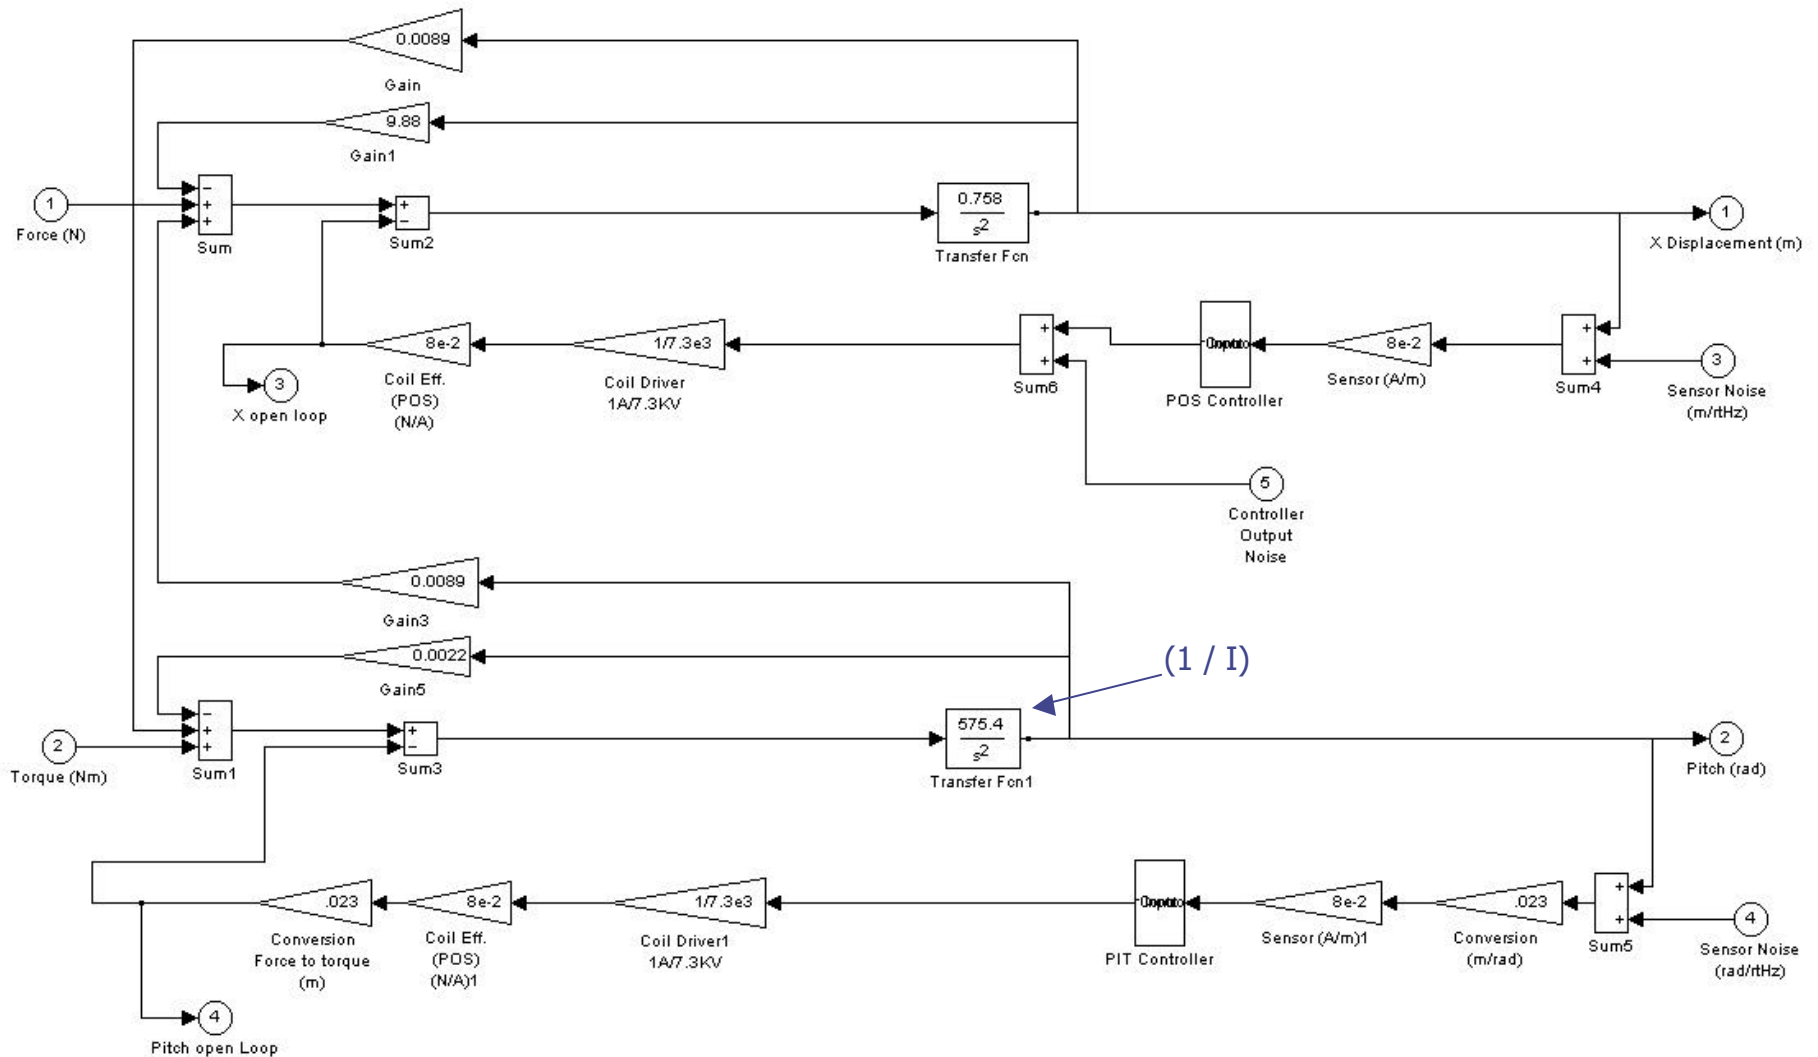 0.0089
Gain
9.88
Gain1
1
Force (N)
−
+
+
Sum
+
−
Sum2
0.758
s2
Transfer Fcn
1
X Displacement (m)
3
X open loop
8e-2
Coil Eff.
(POS)
(N/A)
1/7.3e3
Coil Driver
1A/7.3KV
+
+
Sum6
POS Controller
8e-2
Sensor (A/m)
+
+
Sum4
3
Sensor Noise
(m/rtHz)
5
Controller
Output
Noise
0.0089
Gain3
0.0022
Gain5
(1 / I)
2
Torque (Nm)
−
+
+
Sum1
+
−
Sum3
575.4
s2
Transfer Fcn1
2
Pitch (rad)
.023
Conversion
Force to torque
(m)
8e-2
Coil Eff.
(POS)
(N/A)1
1/7.3e3
Coil Driver1
1A/7.3KV
PIT Controller
8e-2
Sensor (A/m)1
.023
Conversion
(m/rad)
+
+
Sum5
4
Sensor Noise
(rad/rtHz)
4
Pitch open Loop